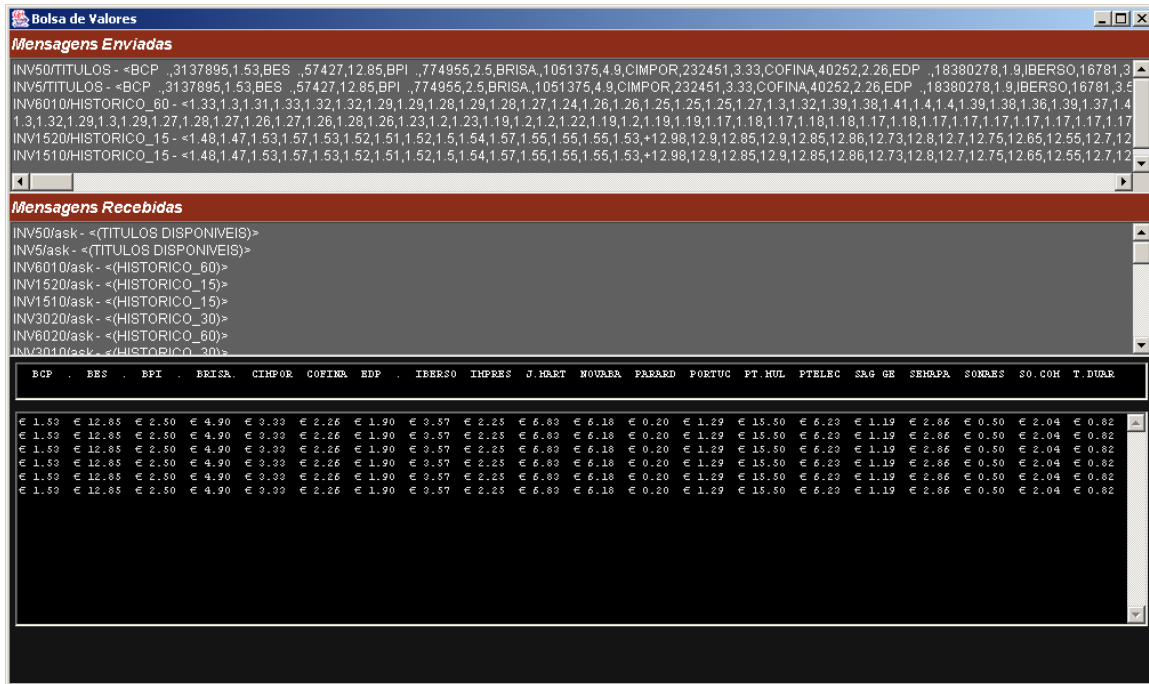 Bolsa de Valores
Mensagens Enviadas
INV50/TITULOS - <BCP .,3137895,1.53,BES .,57427,12.85,BPI .,774955,2.5,BRISA.,1051375,4.9,CIMPOR,232451,3.33,COFINA,40252,2.26,EDP .,18380278,1.9,IBERSO,16781,3
INV5/TITULOS - <BCP .,3137895,1.53,BES .,57427,12.85,BPI .,774955,2.5,BRISA.,1051375,4.9,CIMPOR,232451,3.33,COFINA,40252,2.26,EDP .,18380278,1.9,IBERSO,16781,3.5
INV6010/HISTORICO_60 - <1.33,1.3,1.31,1.33,1.32,1.32,1.29,1.29,1.28,1.29,1.28,1.27,1.24,1.26,1.26,1.25,1.25,1.25,1.27,1.3,1.32,1.39,1.38,1.41,1.4,1.4,1.39,1.38,1.36,1.39,1.37,1.4
1.3,1.32,1.29,1.3,1.29,1.27,1.28,1.27,1.26,1.27,1.26,1.28,1.26,1.23,1.2,1.23,1.19,1.2,1.2,1.22,1.19,1.2,1.19,1.19,1.17,1.18,1.17,1.18,1.18,1.17,1.18,1.17,1.17,1.17,1.17,1.17,1.17
INV1520/HISTORICO_15 - <1.48,1.47,1.53,1.57,1.53,1.52,1.51,1.52,1.5,1.54,1.57,1.55,1.55,1.55,1.53,+12.98,12.9,12.85,12.9,12.85,12.86,12.73,12.8,12.7,12.75,12.65,12.55,12.7,12
INV1510/HISTORICO_15 - <1.48,1.47,1.53,1.57,1.53,1.52,1.51,1.52,1.5,1.54,1.57,1.55,1.55,1.55,1.53,+12.98,12.9,12.85,12.9,12.85,12.86,12.73,12.8,12.7,12.75,12.65,12.55,12.7,12
Mensagens Recebidas
INV50/ask - <(TITULOS DISPONIVEIS)>
INV5/ask - <(TITULOS DISPONIVEIS)>
INV6010/ask - <(HISTORICO_60)>
INV1520/ask - <(HISTORICO_15)>
INV1510/ask - <(HISTORICO_15)>
INV3020/ask - <(HISTORICO_30)>
INV6020/ask - <(HISTORICO_60)>
INV3010/ask - <(HISTORICO_30)>
BCP . BES . BPI . BRISA. CIMPOR COFINA EDP . IBERSO IMPRES J.MART NOVABA PARARD PORTUC PT.MUL PTELEC SAG GE SEMAPA SONAES SO.COM T.DUAR
€ 1.53 € 12.85 € 2.50 € 4.90 € 3.33 € 2.26 € 1.90 € 3.57 € 2.25 € 6.83 € 6.18 € 0.20 € 1.29 € 15.50 € 6.23 € 1.19 € 2.86 € 0.50 € 2.04 € 0.82
€ 1.53 € 12.85 € 2.50 € 4.90 € 3.33 € 2.26 € 1.90 € 3.57 € 2.25 € 6.83 € 6.18 € 0.20 € 1.29 € 15.50 € 6.23 € 1.19 € 2.86 € 0.50 € 2.04 € 0.82
€ 1.53 € 12.85 € 2.50 € 4.90 € 3.33 € 2.26 € 1.90 € 3.57 € 2.25 € 6.83 € 6.18 € 0.20 € 1.29 € 15.50 € 6.23 € 1.19 € 2.86 € 0.50 € 2.04 € 0.82
€ 1.53 € 12.85 € 2.50 € 4.90 € 3.33 € 2.26 € 1.90 € 3.57 € 2.25 € 6.83 € 6.18 € 0.20 € 1.29 € 15.50 € 6.23 € 1.19 € 2.86 € 0.50 € 2.04 € 0.82
€ 1.53 € 12.85 € 2.50 € 4.90 € 3.33 € 2.26 € 1.90 € 3.57 € 2.25 € 6.83 € 6.18 € 0.20 € 1.29 € 15.50 € 6.23 € 1.19 € 2.86 € 0.50 € 2.04 € 0.82
€ 1.53 € 12.85 € 2.50 € 4.90 € 3.33 € 2.26 € 1.90 € 3.57 € 2.25 € 6.83 € 6.18 € 0.20 € 1.29 € 15.50 € 6.23 € 1.19 € 2.86 € 0.50 € 2.04 € 0.82